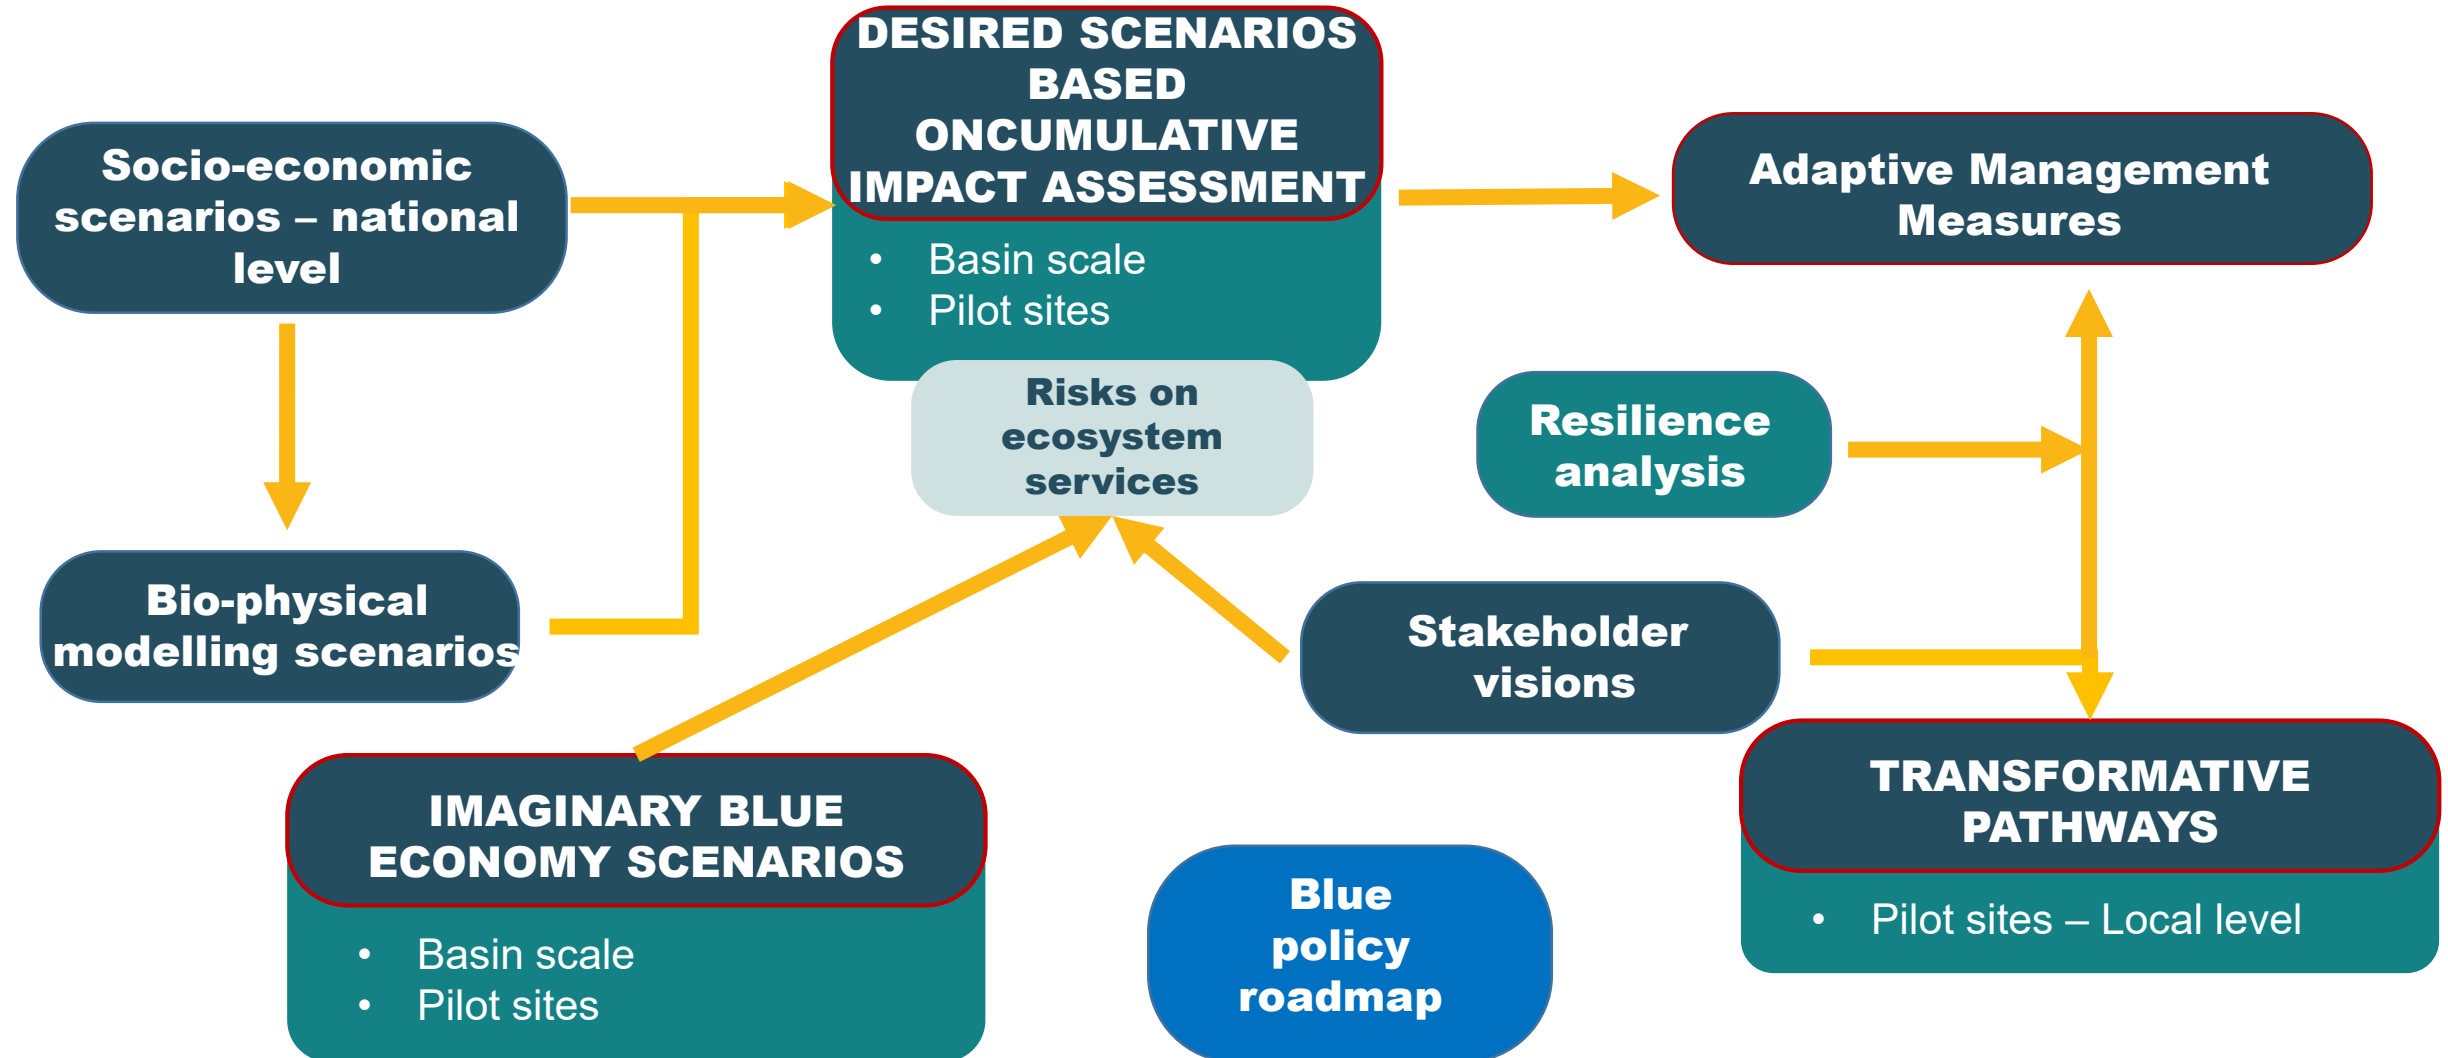 Socio-economic
scenarios – national
level
DESIRED SCENARIOS
BASED
ONCUMULATIVE
IMPACT ASSESSMENT
• Basin scale
• Pilot sites
Adaptive Management
Measures
Risks on
ecosystem
services
Resilience
analysis
Bio-physical
modelling scenarios
Stakeholder
visions
IMAGINARY BLUE
ECONOMY SCENARIOS
• Basin scale
• Pilot sites
Blue
policy
roadmap
TRANSFORMATIVE
PATHWAYS
• Pilot sites – Local level